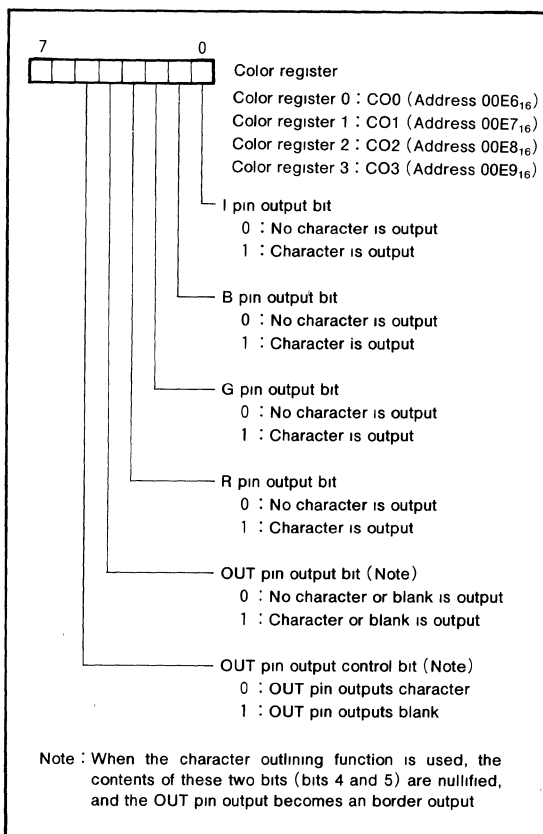 7 0
Color register
Color register 0 : CO0 (Address 00E6₁₆)
Color register 1 : CO1 (Address 00E7₁₆)
Color register 2 : CO2 (Address 00E8₁₆)
Color register 3 : CO3 (Address 00E9₁₆)
I pin output bit
0 : No character is output
1 : Character is output
B pin output bit
0 : No character is output
1 : Character is output
G pin output bit
0 : No character is output
1 : Character is output
R pin output bit
0 : No character is output
1 : Character is output
OUT pin output bit (Note)
0 : No character or blank is output
1 : Character or blank is output
OUT pin output control bit (Note)
0 : OUT pin outputs character
1 : OUT pin outputs blank
Note : When the character outlining function is used, the
contents of these two bits (bits 4 and 5) are nullified,
and the OUT pin output becomes an border output